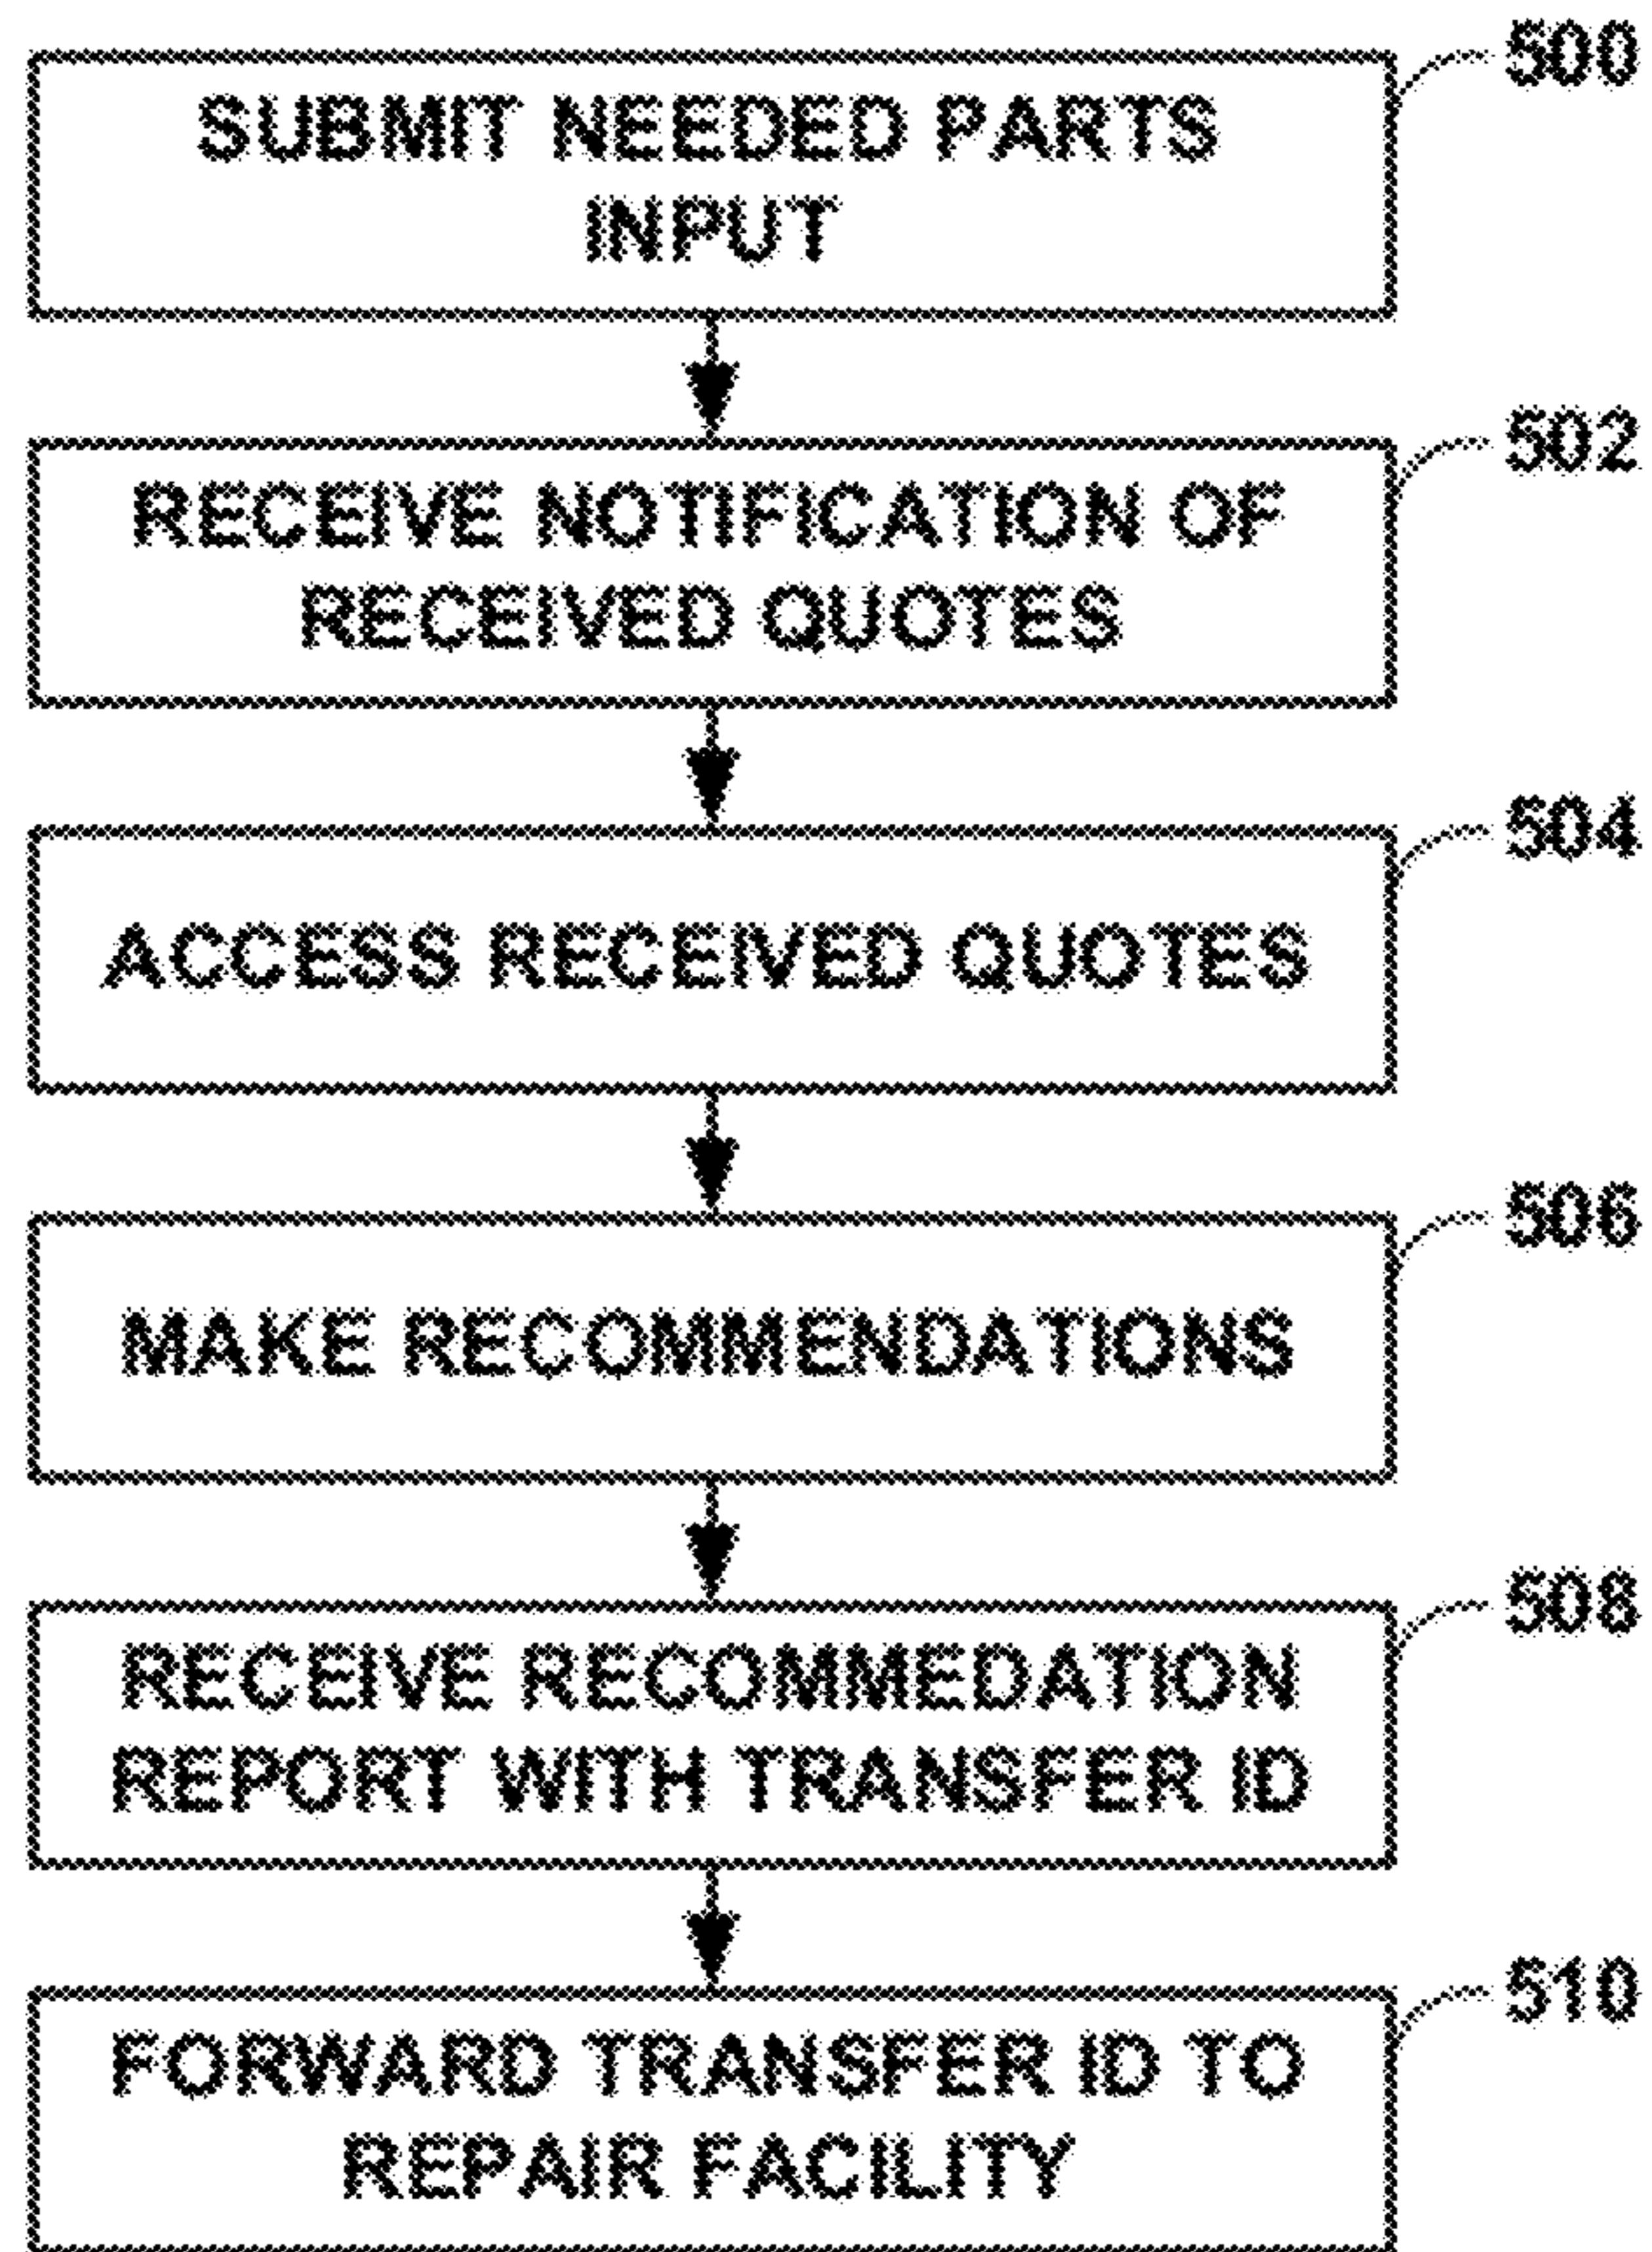 500
SUBMIT NEEDED PARTS
INPUT
502
RECEIVE NOTIFICATION OF
RECEIVED QUOTES
504
ACCESS RECEIVED QUOTES
506
MAKE RECOMMENDATIONS
508
RECEIVE RECOMMEDATION
REPORT WITH TRANSFER ID
510
FORWARD TRANSFER ID TO
REPAIR FACILITY